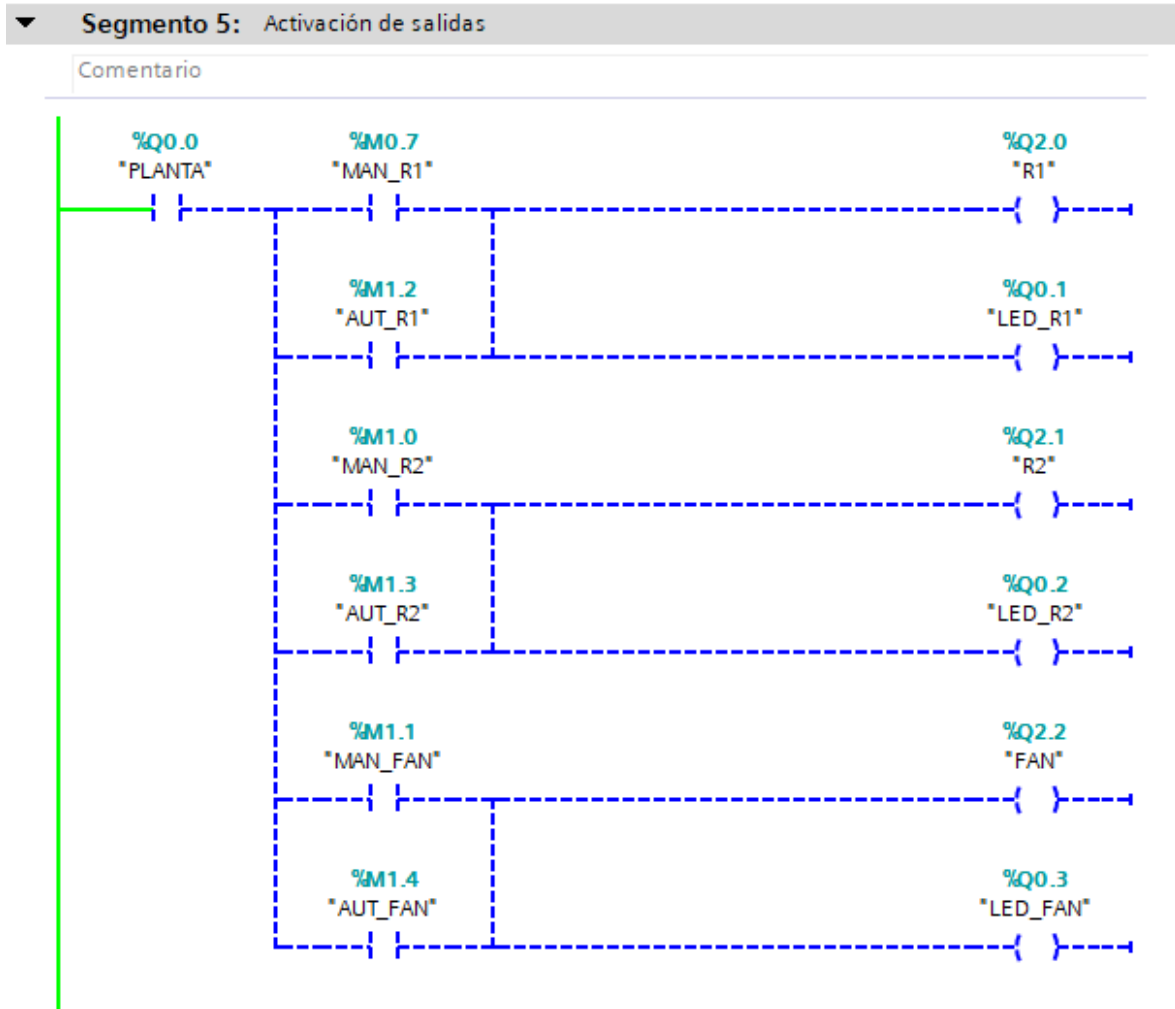 Segmento 5: Activación de salidas
Comentario
%Q0.0 %M0.7 %Q2.0
"PLANTA" "MAN_R1" "R1"
%M1.2 %Q0.1
"AUT_R1" "LED_R1"
%M1.0 %Q2.1
"MAN_R2" "R2"
%M1.3 %Q0.2
"AUT_R2" "LED_R2"
%M1.1 %Q2.2
"MAN_FAN" "FAN"
%M1.4 %Q0.3
"AUT_FAN" "LED_FAN"